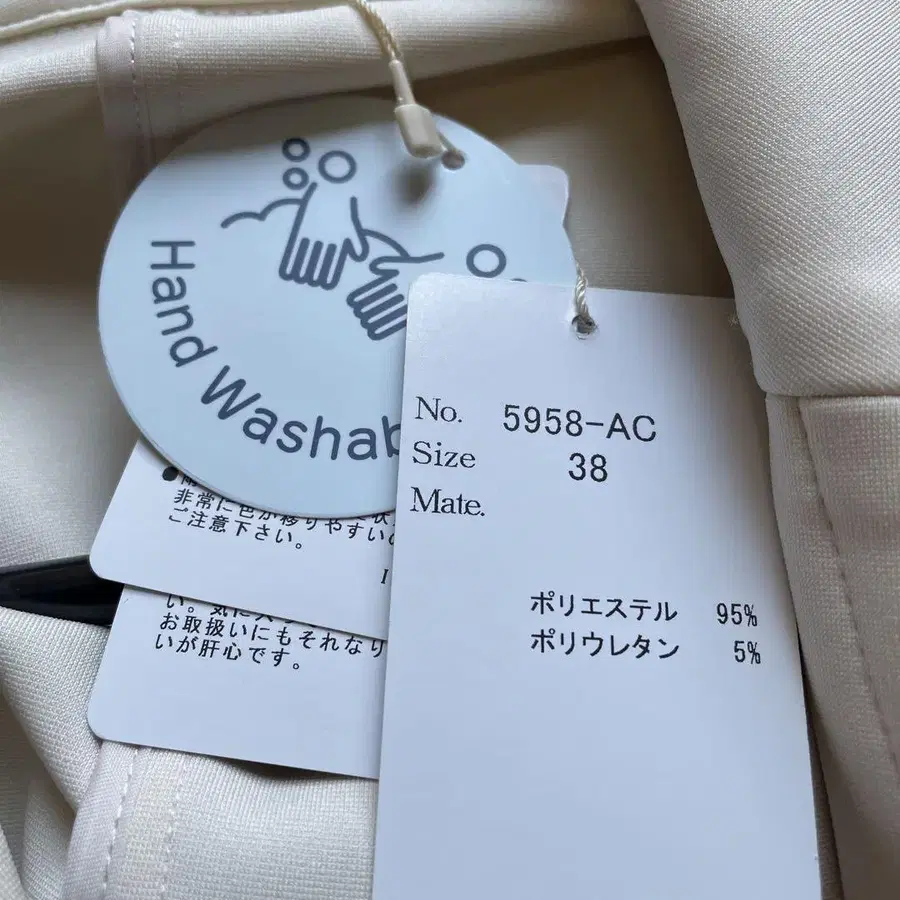 Hand Washab
No. 5958-AC
Size 38
Mate.
ポリエステル 95%
ポリウレタン 5%
非常に色が移りやすい
ご注意下さい。
お取扱いにもそれなり
いが肝心です。